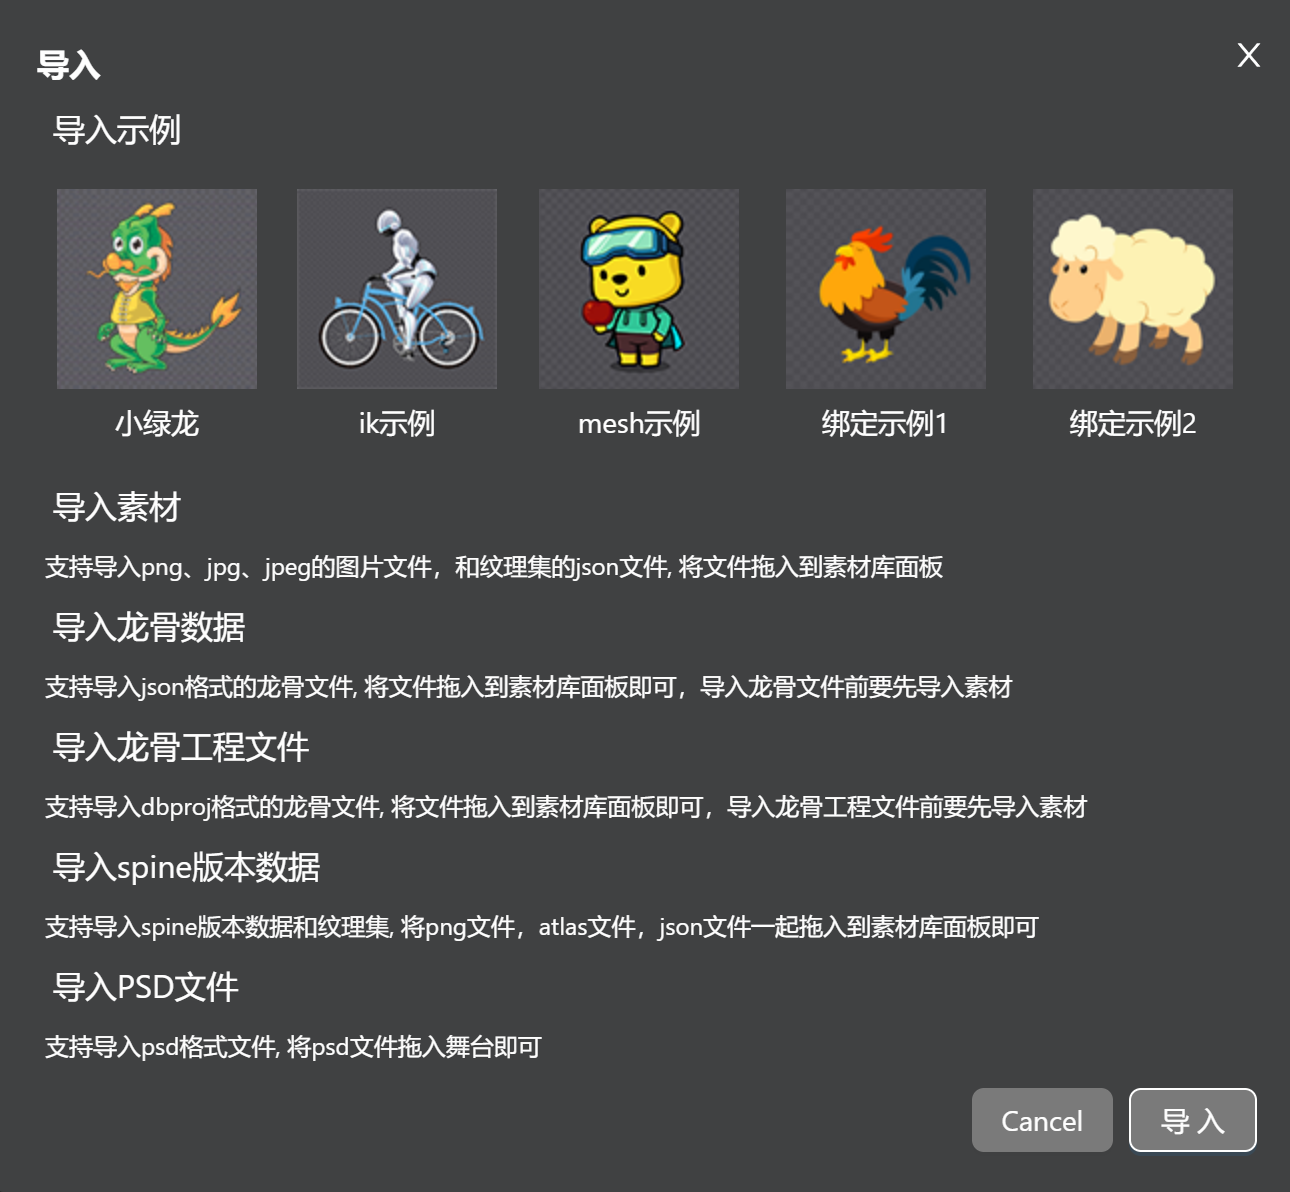 导入
X
导入示例
小绿龙
ik示例
mesh示例
绑定示例1
绑定示例2
导入素材
支持导入png、jpg、jpeg的图片文件，和纹理集的json文件, 将文件拖入到素材库面板
导入龙骨数据
支持导入json格式的龙骨文件, 将文件拖入到素材库面板即可，导入龙骨文件前要先导入素材
导入龙骨工程文件
支持导入dbproj格式的龙骨文件, 将文件拖入到素材库面板即可，导入龙骨工程文件前要先导入素材
导入spine版本数据
支持导入spine版本数据和纹理集, 将png文件，atlas文件，json文件一起拖入到素材库面板即可
导入PSD文件
支持导入psd格式文件, 将psd文件拖入舞台即可
Cancel
导 入